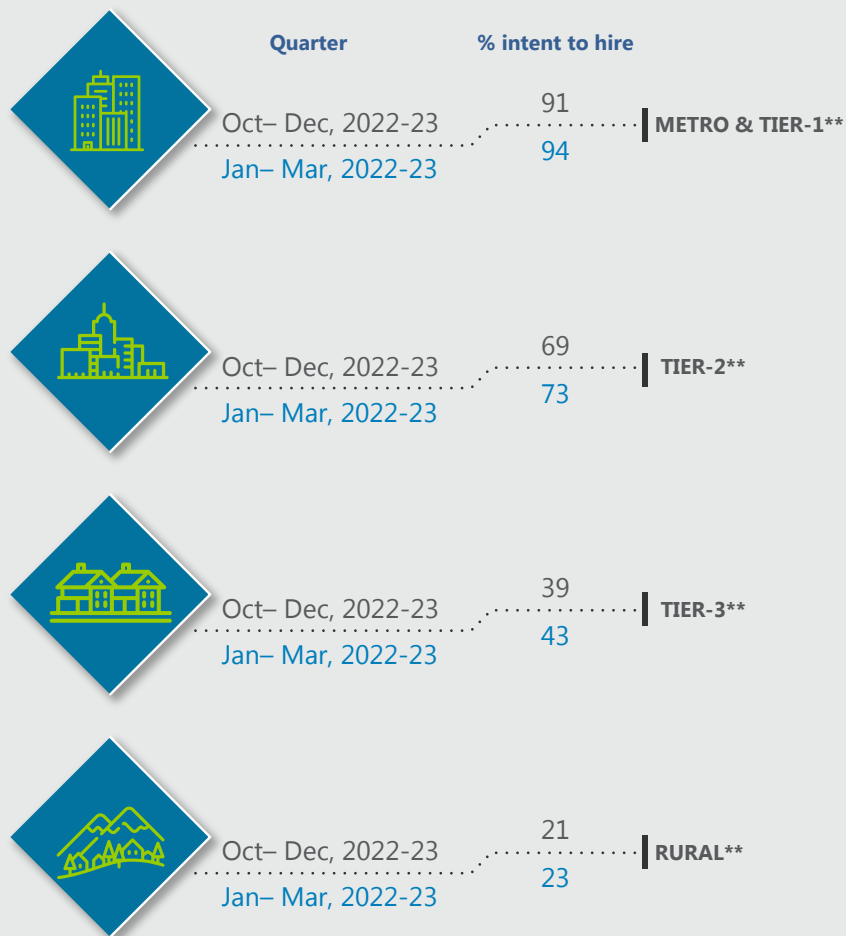 Quarter % intent to hire
Oct– Dec, 2022-23 91 METRO & TIER-1**
Jan– Mar, 2022-23 94
Oct– Dec, 2022-23 69 TIER-2**
Jan– Mar, 2022-23 73
Oct– Dec, 2022-23 39 TIER-3**
Jan– Mar, 2022-23 43
Oct– Dec, 2022-23 21 RURAL**
Jan– Mar, 2022-23 23